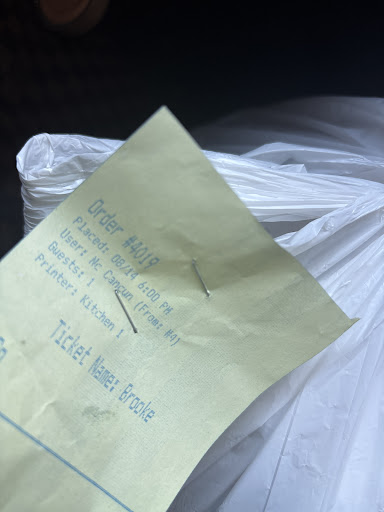 Order #4019
Placed: 08/19 6:00 PM
User: Mc Cancun (From: #4)
Guests: 1
Printer: Kitchen 1
Ticket Name: Brooke